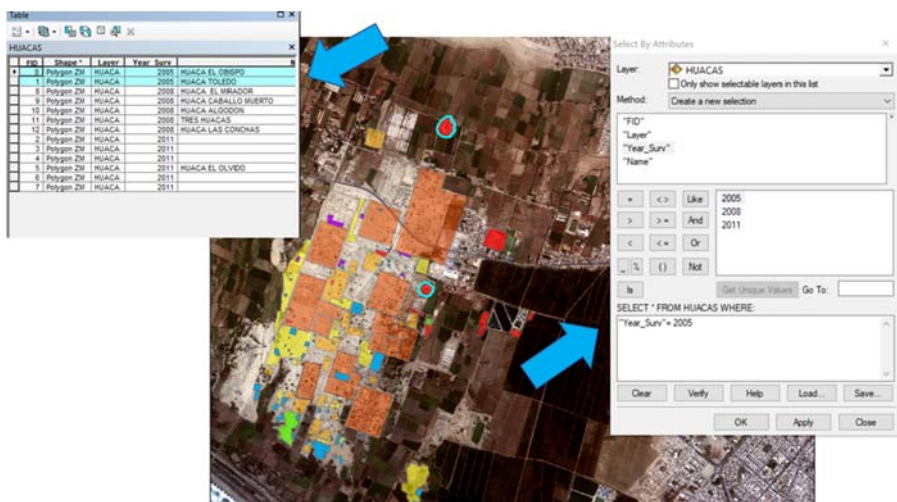 Table
HUACAS
FID Shape * Layer Year_Surv N
0 Polygon ZM HUACA 2005 HUACA EL OBISPO
1 Polygon ZM HUACA 2005 HUACA TOLEDO
8 Polygon ZM HUACA 2008 HUACA EL MIRADOR
9 Polygon ZM HUACA 2008 HUACA CABALLO MUERTO
10 Polygon ZM HUACA 2008 HUACA ALGODON
11 Polygon ZM HUACA 2008 TRES HUACAS
12 Polygon ZM HUACA 2008 HUACA LAS CONCHAS
2 Polygon ZM HUACA 2011
3 Polygon ZM HUACA 2011
4 Polygon ZM HUACA 2011
5 Polygon ZM HUACA 2011 HUACA EL OLVIDO
6 Polygon ZM HUACA 2011
7 Polygon ZM HUACA 2011
Select By Attributes
Layer: HUACAS
Only show selectable layers in this list
Method: Create a new selection
"FID"
"Layer"
"Year_Surv"
"Name"
= < > Like
> > = And
< < = Or
_ % ( ) Not
Is
2005
2008
2011
Get Unique Values Go To:
SELECT * FROM HUACAS WHERE:
"Year_Surv"= 2005
Clear Verify Help Load... Save...
OK Apply Close